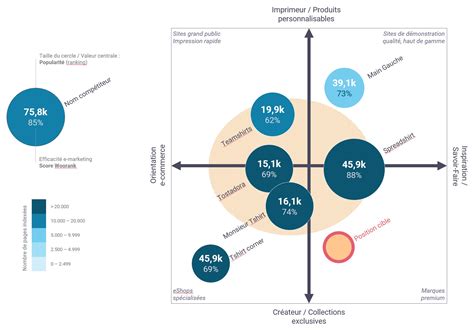 Imprimeur / Produits
personnalisables
Sites grand public
Impression rapide
Sites de démonstration
qualité, haut de gamme
Taille du cercle / Valeur centrale :
Popularité (ranking)
75,8k
85%
Nom compétiteur
Efficacité e-marketing
Score Woorank
Nombre de pages indexées
>20.000
10.000 – 20 000
5.000 – 9.999
2 500 – 4.999
0 – 2.499
Orientation
e-commerce
Inspiration /
Savoir-Faire
39,1k
73%
Main Gauche
19,9k
62%
Teamshirts
15,1k
69%
Tostadora
45,9k
88%
Spreadshirt
16,1k
74%
Monsieur Tshirt
45,9k
69%
Tshirt corner
Position cible
eShops
spécialisées
Marques
premium
Créateur / Collections
exclusives